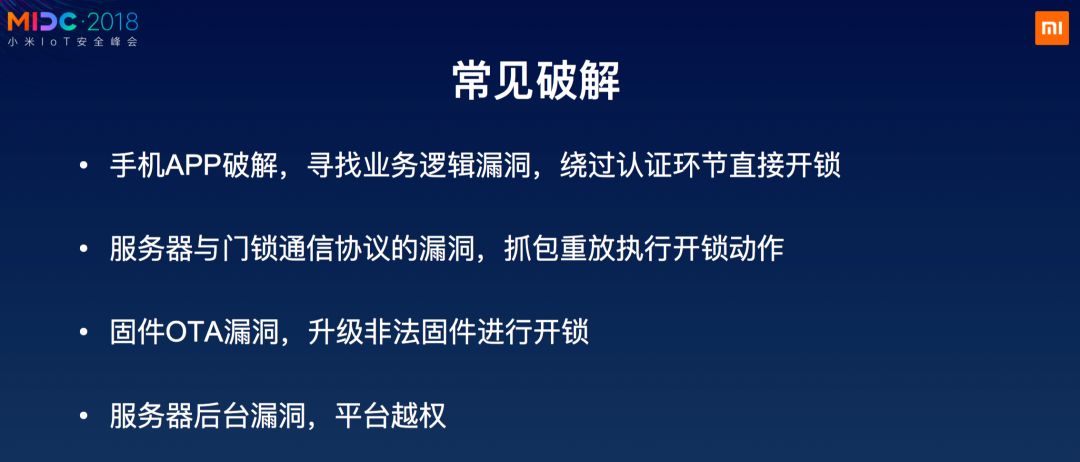 MIDC·2018
小米IoT安全峰会
mi
常见破解
• 手机APP破解，寻找业务逻辑漏洞，绕过认证环节直接开锁
• 服务器与门锁通信协议的漏洞，抓包重放执行开锁动作
• 固件OTA漏洞，升级非法固件进行开锁
• 服务器后台漏洞，平台越权